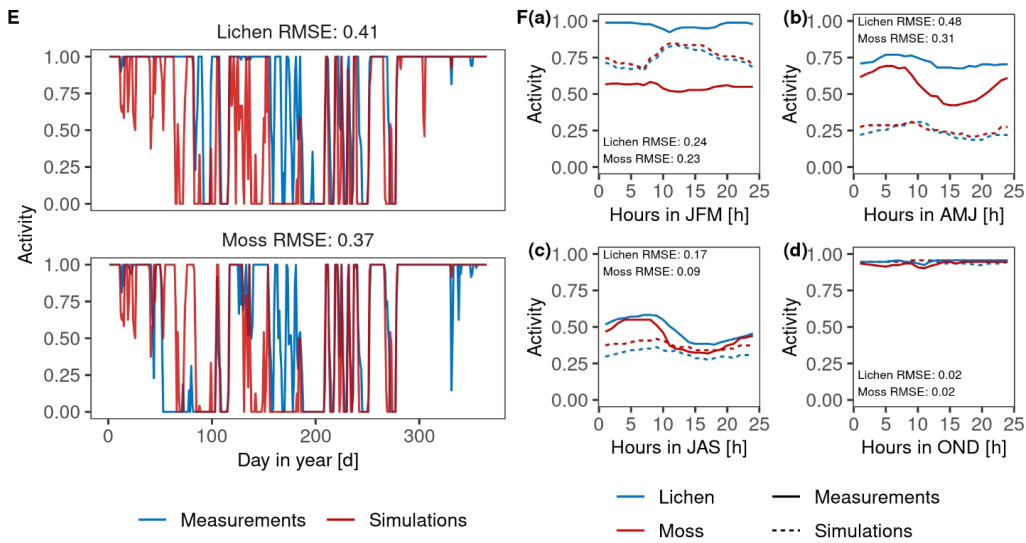 E
Lichen RMSE: 0.41
1.00
0.75
0.50
0.25
0.00
Activity
Moss RMSE: 0.37
1.00
0.75
0.50
0.25
0.00
0 100 200 300
Day in year [d]
Measurements Simulations
F(a)
1.00
0.75
0.50
0.25
0.00
Activity
Lichen RMSE: 0.24
Moss RMSE: 0.23
0 5 10 15 20 25
Hours in JFM [h]
(b)
1.00
0.75
0.50
0.25
0.00
Activity
Lichen RMSE: 0.48
Moss RMSE: 0.31
0 5 10 15 20 25
Hours in AMJ [h]
(c)
1.00
0.75
0.50
0.25
0.00
Activity
Lichen RMSE: 0.17
Moss RMSE: 0.09
0 5 10 15 20 25
Hours in JAS [h]
(d)
1.00
0.75
0.50
0.25
0.00
Activity
Lichen RMSE: 0.02
Moss RMSE: 0.02
0 5 10 15 20 25
Hours in OND [h]
Lichen Measurements
Moss Simulations